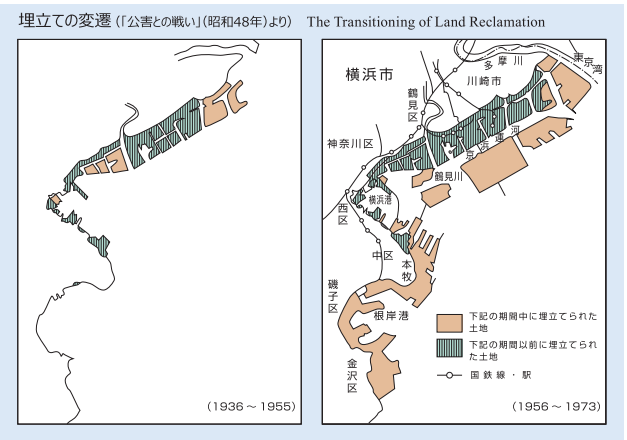 埋立ての変遷（「公害との戦い」（昭和48年）より） The Transitioning of Land Reclamation
（1936～1955）
横浜市
多摩川
東京湾
川崎市
鶴見区
神奈川区
京浜運河
鶴見川
横浜港
西区
中区
本牧
磯子区
根岸港
金沢区
下記の期間中に埋立てられた
土地
下記の期間以前に埋立てられ
た土地
国鉄線・駅
（1956～1973）